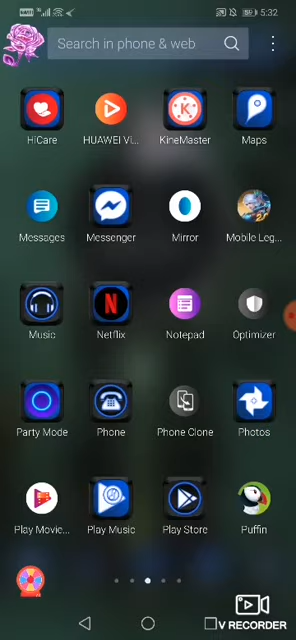 5:32
Search in phone & web
HiCare
HUAWEI Vi...
KineMaster
Maps
Messages
Messenger
Mirror
Mobile Leg...
Music
Netflix
Notepad
Optimizer
Party Mode
Phone
Phone Clone
Photos
Play Movie...
Play Music
Play Store
Puffin
V RECORDER